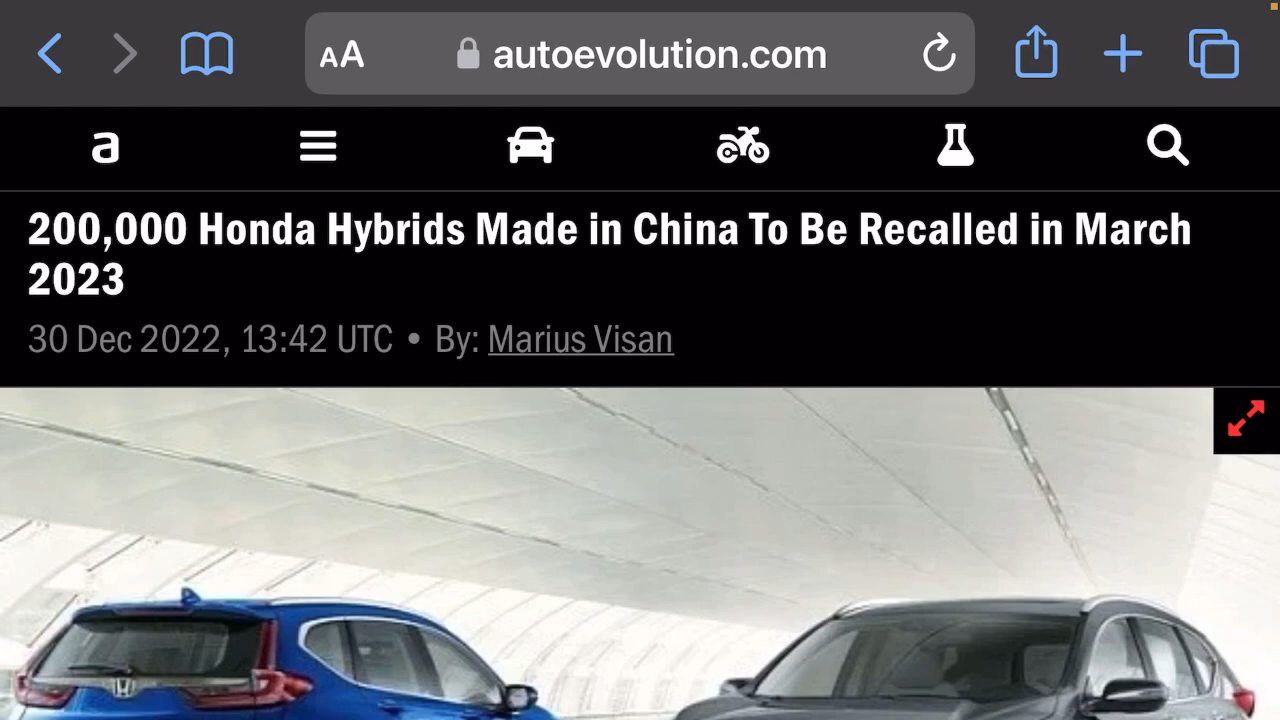 AA autoevolution.com
a
200,000 Honda Hybrids Made in China To Be Recalled in March
2023
30 Dec 2022, 13:42 UTC • By: Marius Visan